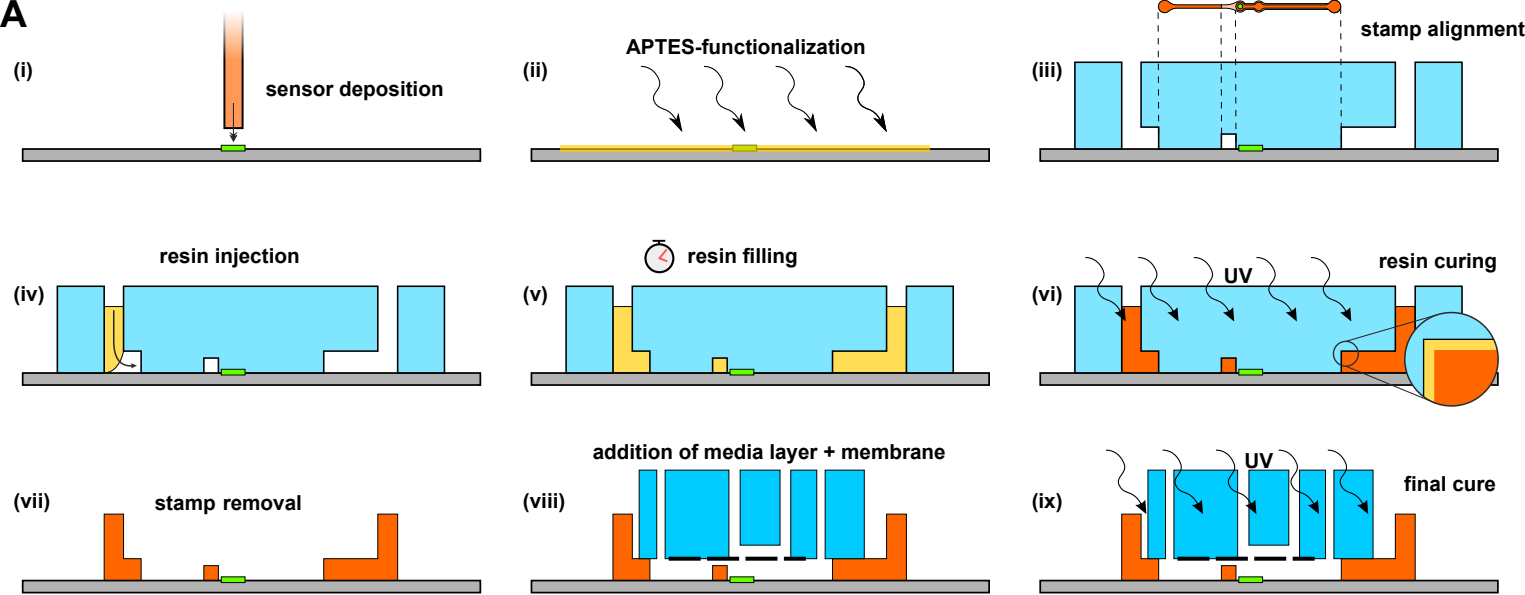 A
(i)
sensor deposition
(ii)
APTES-functionalization
(iii)
stamp alignment
(iv)
resin injection
(v)
resin filling
(vi)
UV
resin curing
(vii)
stamp removal
(viii)
addition of media layer + membrane
(ix)
UV
final cure